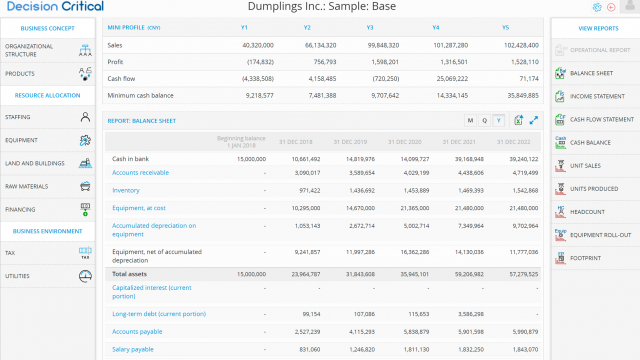 Decision Critical
Dumplings Inc.: Sample: Base
BUSINESS CONCEPT
ORGANIZATIONAL
STRUCTURE
PRODUCTS
RESOURCE ALLOCATION
STAFFING
EQUIPMENT
LAND AND BUILDINGS
RAW MATERIALS
FINANCING
BUSINESS ENVIRONMENT
TAX
TAX
UTILITIES
MINI PROFILE (CNY) Y1 Y2 Y3 Y4 Y5
Sales 40,320,000 66,134,320 99,848,320 101,287,280 102,428,400
Profit (174,832) 756,793 1,598,201 1,316,501 1,528,110
Cash flow (4,338,508) 4,158,485 (720,250) 25,069,222 71,174
Minimum cash balance 9,218,577 7,481,388 9,707,642 14,334,145 35,849,885
REPORT: BALANCE SHEET M Q Y
Beginning balance
1 JAN 2018 31 DEC 2018 31 DEC 2019 31 DEC 2020 31 DEC 2021 31 DEC 2022
Cash in bank 15,000,000 10,661,492 14,819,976 14,099,727 39,168,948 39,240,122
Accounts receivable - 3,090,017 3,589,654 4,029,199 4,438,606 4,719,499
Inventory - 971,422 1,436,692 1,453,889 1,469,393 1,542,868
Equipment, at cost - 10,295,000 14,670,000 21,365,000 21,480,000 21,480,000
Accumulated depreciation on
equipment - 1,053,143 2,672,714 5,002,714 7,349,964 9,702,964
Equipment, net of accumulated
depreciation - 9,241,857 11,997,286 16,362,286 14,130,036 11,777,036
Total assets 15,000,000 23,964,787 31,843,608 35,945,101 59,206,982 57,279,525
Capitalized interest (current
portion) - - - - - -
Long-term debt (current portion) - 99,154 107,086 115,653 3,586,298 -
Accounts payable - 2,527,239 4,115,293 5,838,879 5,901,598 5,990,879
Salary payable - 831,060 1,246,820 1,811,130 1,832,250 1,843,070
VIEW REPORTS
OPERATIONAL REPORT
BALANCE SHEET
INCOME STATEMENT
CASH FLOW STATEMENT
Cash
CASH BALANCE
UNIT SALES
UNITS PRODUCED
HC
HEADCOUNT
Equip
EQUIPMENT ROLL-OUT
FOOTPRINT